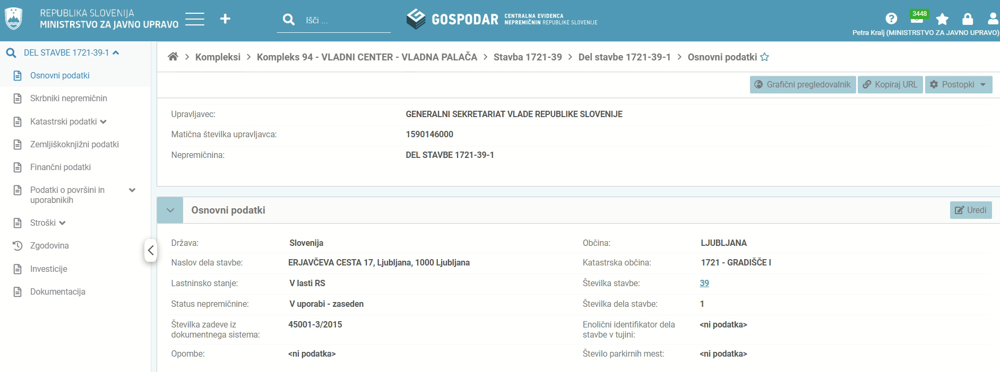 REPUBLIKA SLOVENIJA
MINISTRSTVO ZA JAVNO UPRAVO
Išči ...
GOSPODAR
CENTRALNA EVIDENCA
NEPREMIČNIN REPUBLIKE SLOVENIJE
3448
Petra Kralj (MINISTRSTVO ZA JAVNO UPRAVO)
DEL STAVBE 1721-39-1
Osnovni podatki
Skrbniki nepremičnin
Katastrski podatki
Zemljiškoknjižni podatki
Finančni podatki
Podatki o površini in
uporabnikih
Stroški
Zgodovina
Investicije
Dokumentacija
Kompleksi > Kompleks 94 - VLADNI CENTER - VLADNA PALAČA > Stavba 1721-39 > Del stavbe 1721-39-1 > Osnovni podatki
Grafični pregledovalnik Kopiraj URL Postopki
Upravljavec: GENERALNI SEKRETARIAT VLADE REPUBLIKE SLOVENIJE
Matična številka upravljavca: 1590146000
Nepremičnina: DEL STAVBE 1721-39-1
Osnovni podatki Uredi
Država: Slovenija Občina: LJUBLJANA
Naslov dela stavbe: ERJAVČEVA CESTA 17, Ljubljana, 1000 Ljubljana Katastrska občina: 1721 - GRADIŠČE I
Lastninsko stanje: V lasti RS Številka stavbe: 39
Status nepremičnine: V uporabi - zaseden Številka dela stavbe: 1
Številka zadeve iz
dokumentnega sistema: 45001-3/2015 Enolični identifikator dela
stavbe v tujini: <ni podatka>
Opombe: <ni podatka> Število parkirnih mest: <ni podatka>